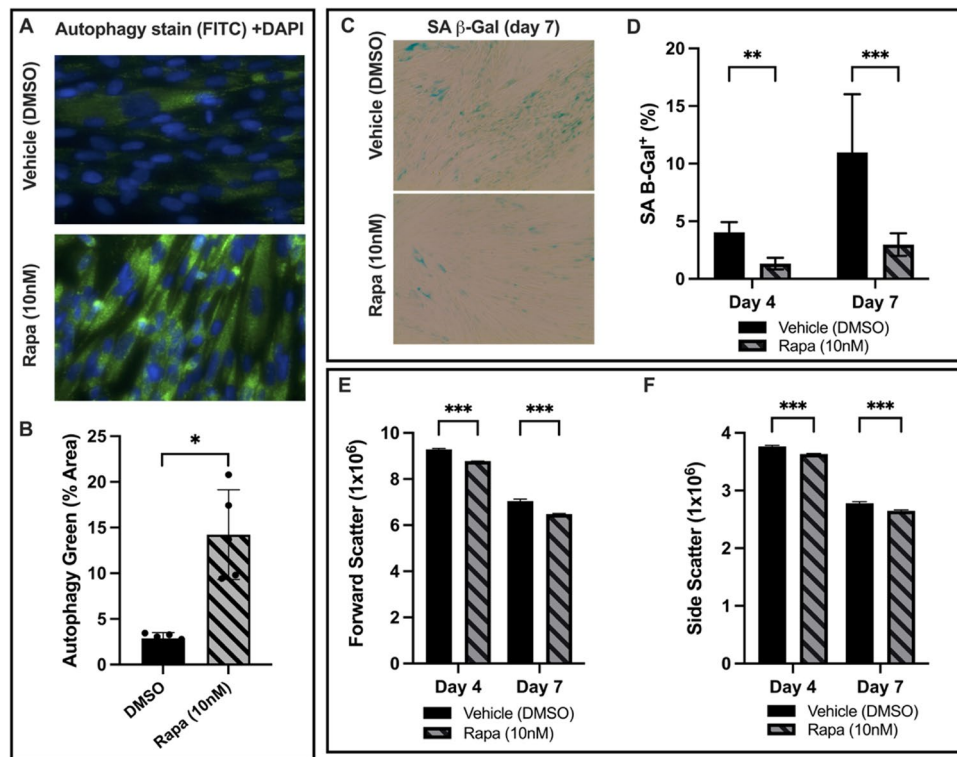 A
Autophagy stain (FITC) +DAPI
Vehicle (DMSO)
Rapa (10nM)
B
Autophagy Green (% Area)
25
20
15
10
5
0
*
DMSO
Rapa (10nM)
C
SA β-Gal (day 7)
Vehicle (DMSO)
Rapa (10nM)
D
SA B-Gal⁺ (%)
20
15
10
5
0
**
***
Day 4
Day 7
Vehicle (DMSO)
Rapa (10nM)
E
Forward Scatter (1x10⁶)
10
8
6
4
2
0
***
***
Day 4
Day 7
Vehicle (DMSO)
Rapa (10nM)
F
Side Scatter (1x10⁶)
4
3
2
1
0
***
***
Day 4
Day 7
Vehicle (DMSO)
Rapa (10nM)